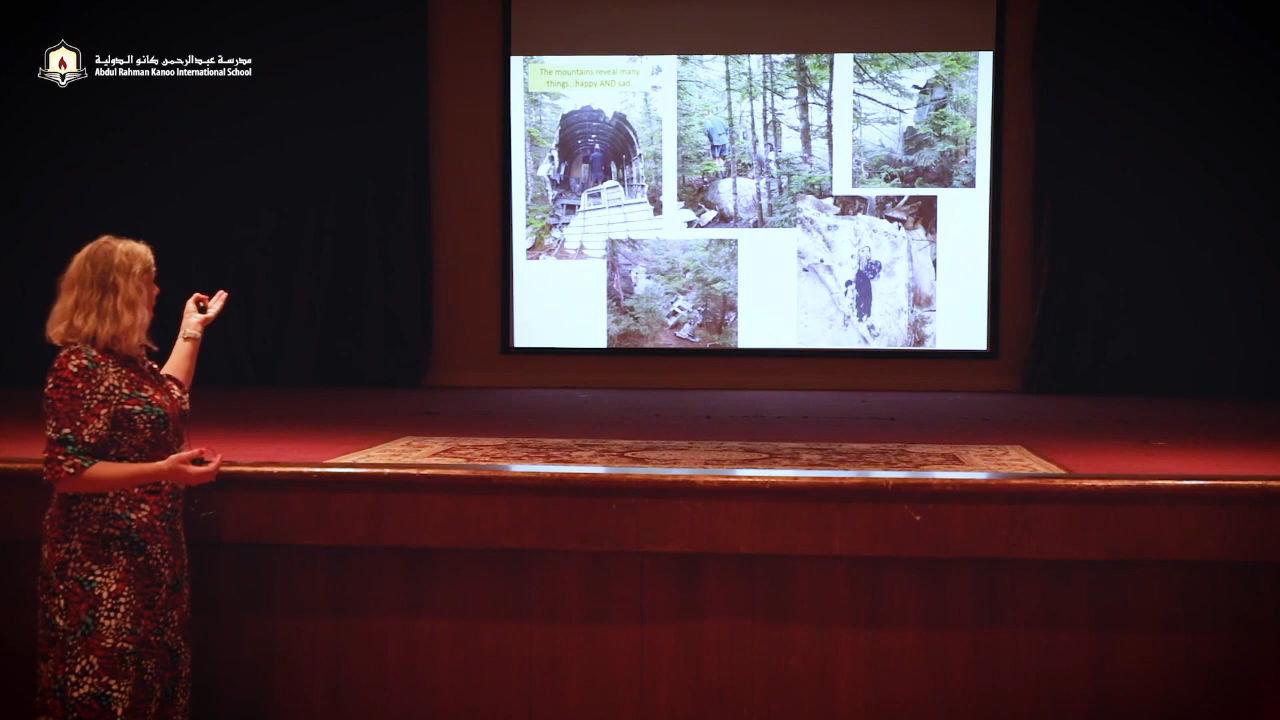 مدرسة عبدالرحمن كانو الدولية
Abdul Rahman Kanoo International School
The mountains reveal many
things...happy AND sad.